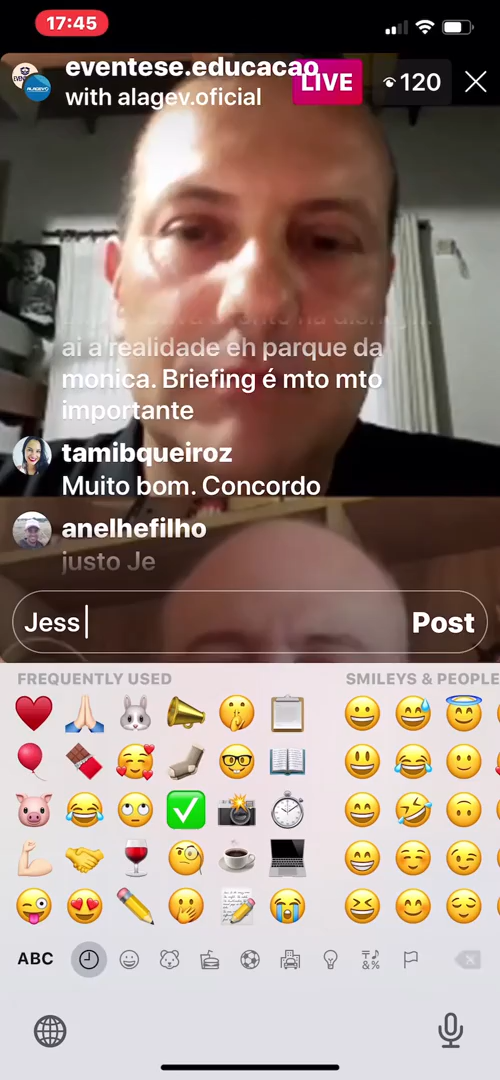 17:45
eventese.educacao
with alagev.oficial
LIVE
120
ai a realidade eh parque da
monica. Briefing é mto mto
importante
tamibqueiroz
Muito bom. Concordo
anelhefilho
justo Je
Jess
Post
FREQUENTLY USED
SMILEYS & PEOPLE
ABC